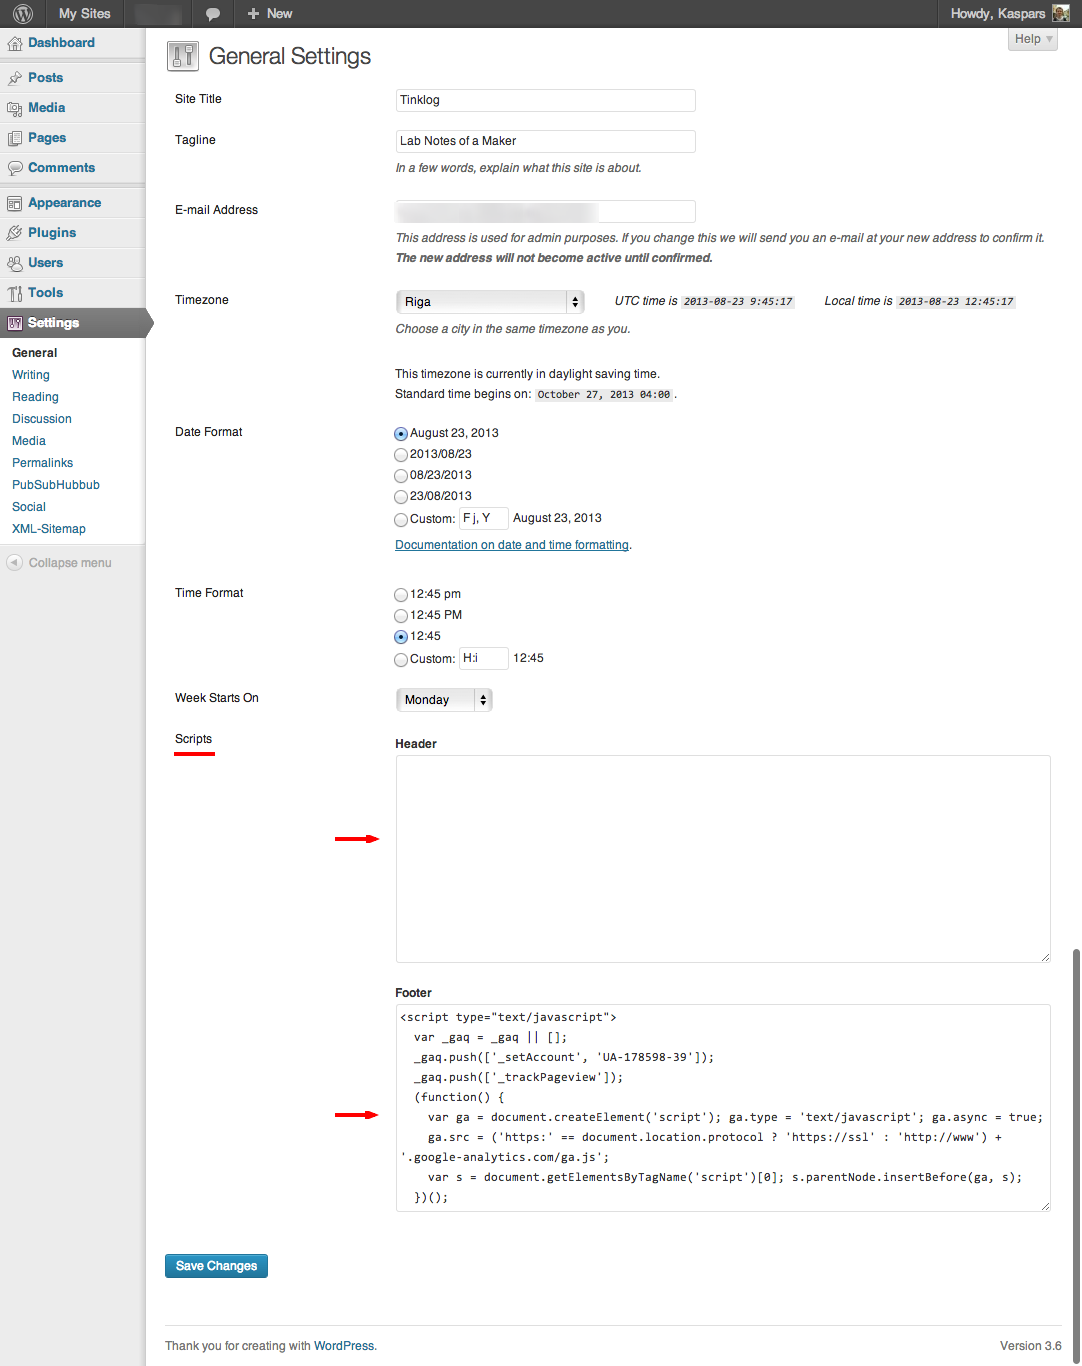 My Sites
New
Howdy, Kaspars
Help
Dashboard
Posts
Media
Pages
Comments
Appearance
Plugins
Users
Tools
Settings
General
Writing
Reading
Discussion
Media
Permalinks
PubSubHubbub
Social
XML-Sitemap
Collapse menu
General Settings
Site Title
Tinklog
Tagline
Lab Notes of a Maker
In a few words, explain what this site is about.
E-mail Address
This address is used for admin purposes. If you change this we will send you an e-mail at your new address to confirm it.
The new address will not become active until confirmed.
Timezone
Riga
UTC time is 2013-08-23 9:45:17
Local time is 2013-08-23 12:45:17
Choose a city in the same timezone as you.
This timezone is currently in daylight saving time.
Standard time begins on: October 27, 2013 04:00 .
Date Format
August 23, 2013
2013/08/23
08/23/2013
23/08/2013
Custom: F j, Y August 23, 2013
Documentation on date and time formatting.
Time Format
12:45 pm
12:45 PM
12:45
Custom: H:i 12:45
Week Starts On
Monday
Scripts
Header
Footer
<script type="text/javascript">
var _gaq = _gaq || [];
_gaq.push(['_setAccount', 'UA-178598-39']);
_gaq.push(['_trackPageview']);
(function() {
var ga = document.createElement('script'); ga.type = 'text/javascript'; ga.async = true;
ga.src = ('https:' == document.location.protocol ? 'https://ssl' : 'http://www') +
'.google-analytics.com/ga.js';
var s = document.getElementsByTagName('script')[0]; s.parentNode.insertBefore(ga, s);
})();
Save Changes
Thank you for creating with WordPress.
Version 3.6